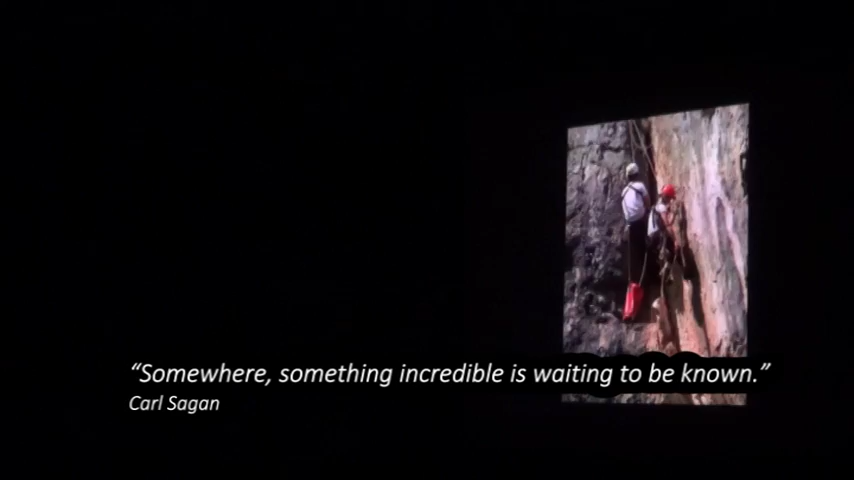 “Somewhere, something incredible is waiting to be known.”
Carl Sagan